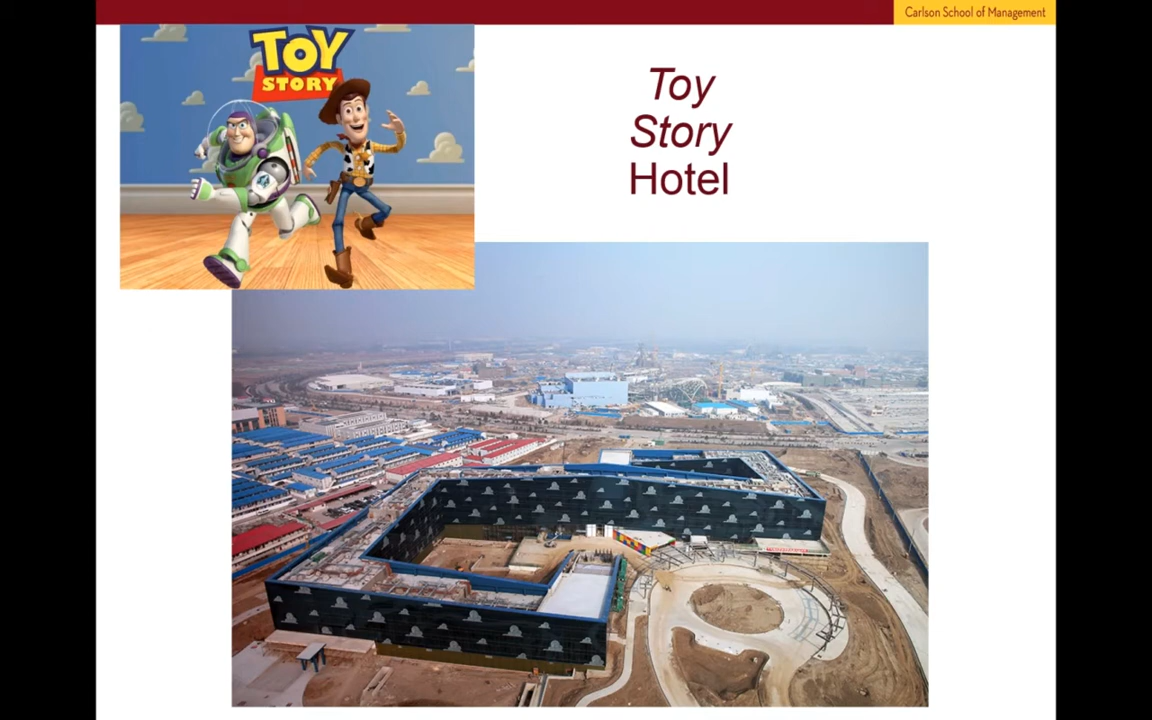 Carlson School of Management
TOY
STORY
Toy
Story
Hotel